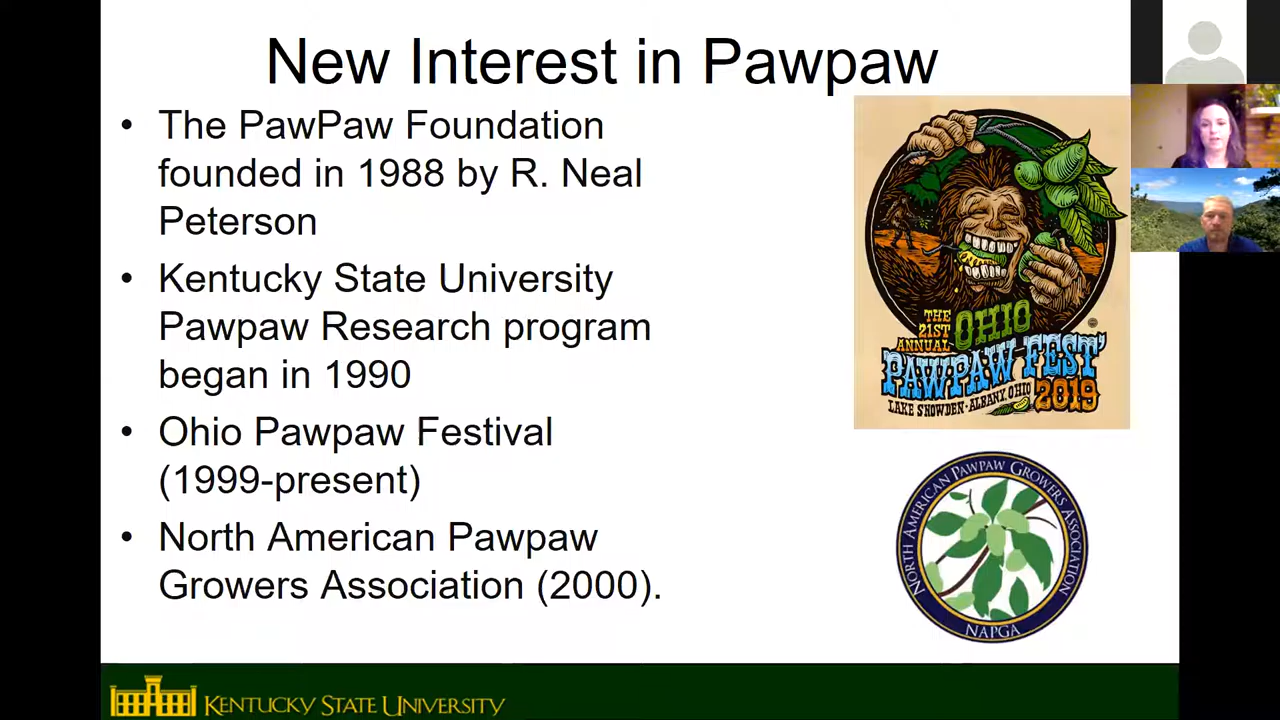 New Interest in Pawpaw
• The PawPaw Foundation
founded in 1988 by R. Neal
Peterson
• Kentucky State University
Pawpaw Research program
began in 1990
• Ohio Pawpaw Festival
(1999-present)
• North American Pawpaw
Growers Association (2000).
THE
21ST
ANNUAL
OHIO
PAWPAW FEST'
LAKE SNOWDEN • ALBANY, OHIO
2019
NORTH AMERICAN PAWPAW GROWERS ASSOCIATION
NAPGA
KENTUCKY STATE UNIVERSITY